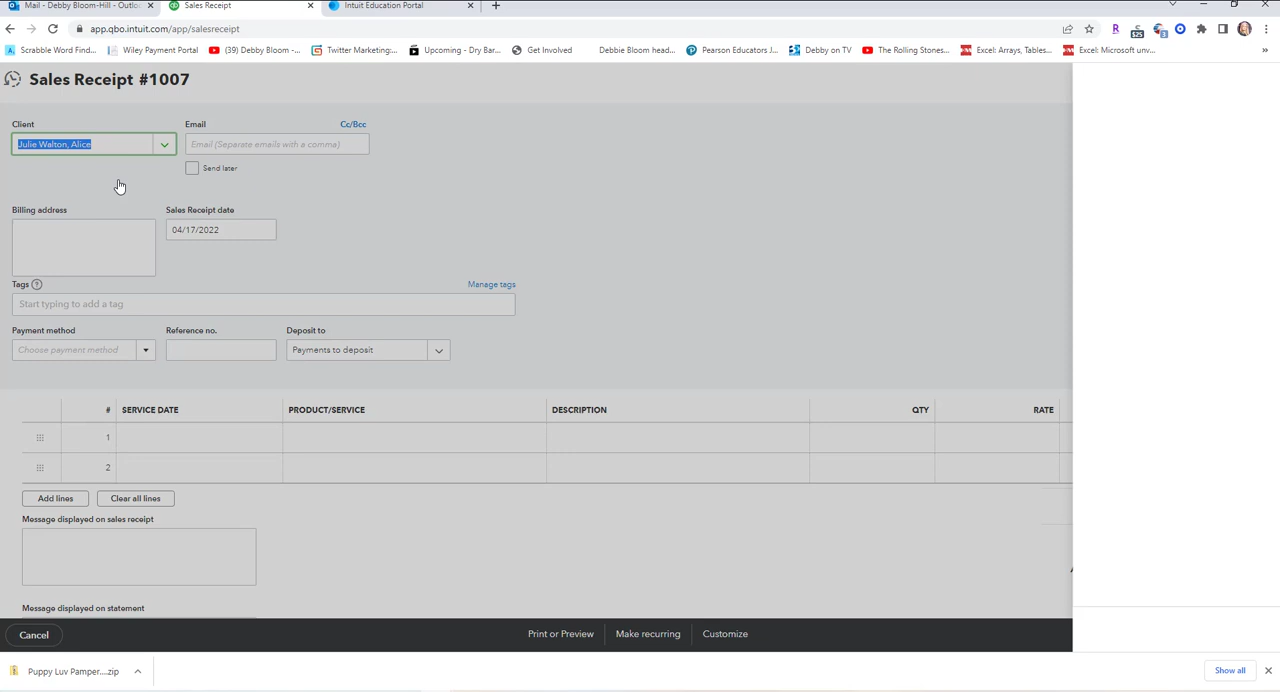 Mail - Debby Bloom-Hill - Outloo
Sales Receipt
Intuit Education Portal
app.qbo.intuit.com/app/salesreceipt
Scrabble Word Find...
Wiley Payment Portal
(39) Debby Bloom -...
Twitter Marketing:...
Upcoming - Dry Bar...
Get Involved
Debbie Bloom head...
Pearson Educators J...
Debby on TV
The Rolling Stones...
Excel: Arrays, Tables...
Excel: Microsoft unv...
Sales Receipt #1007
Client
Email
Cc/Bcc
Julie Walton, Alice
Email (Separate emails with a comma)
Send later
Billing address
Sales Receipt date
04/17/2022
Tags
Manage tags
Start typing to add a tag
Payment method
Reference no.
Deposit to
Choose payment method
Payments to deposit
# SERVICE DATE PRODUCT/SERVICE DESCRIPTION QTY RATE
1
2
Add lines
Clear all lines
Message displayed on sales receipt
Message displayed on statement
Cancel
Print or Preview
Make recurring
Customize
Puppy Luv Pamper....zip
Show all